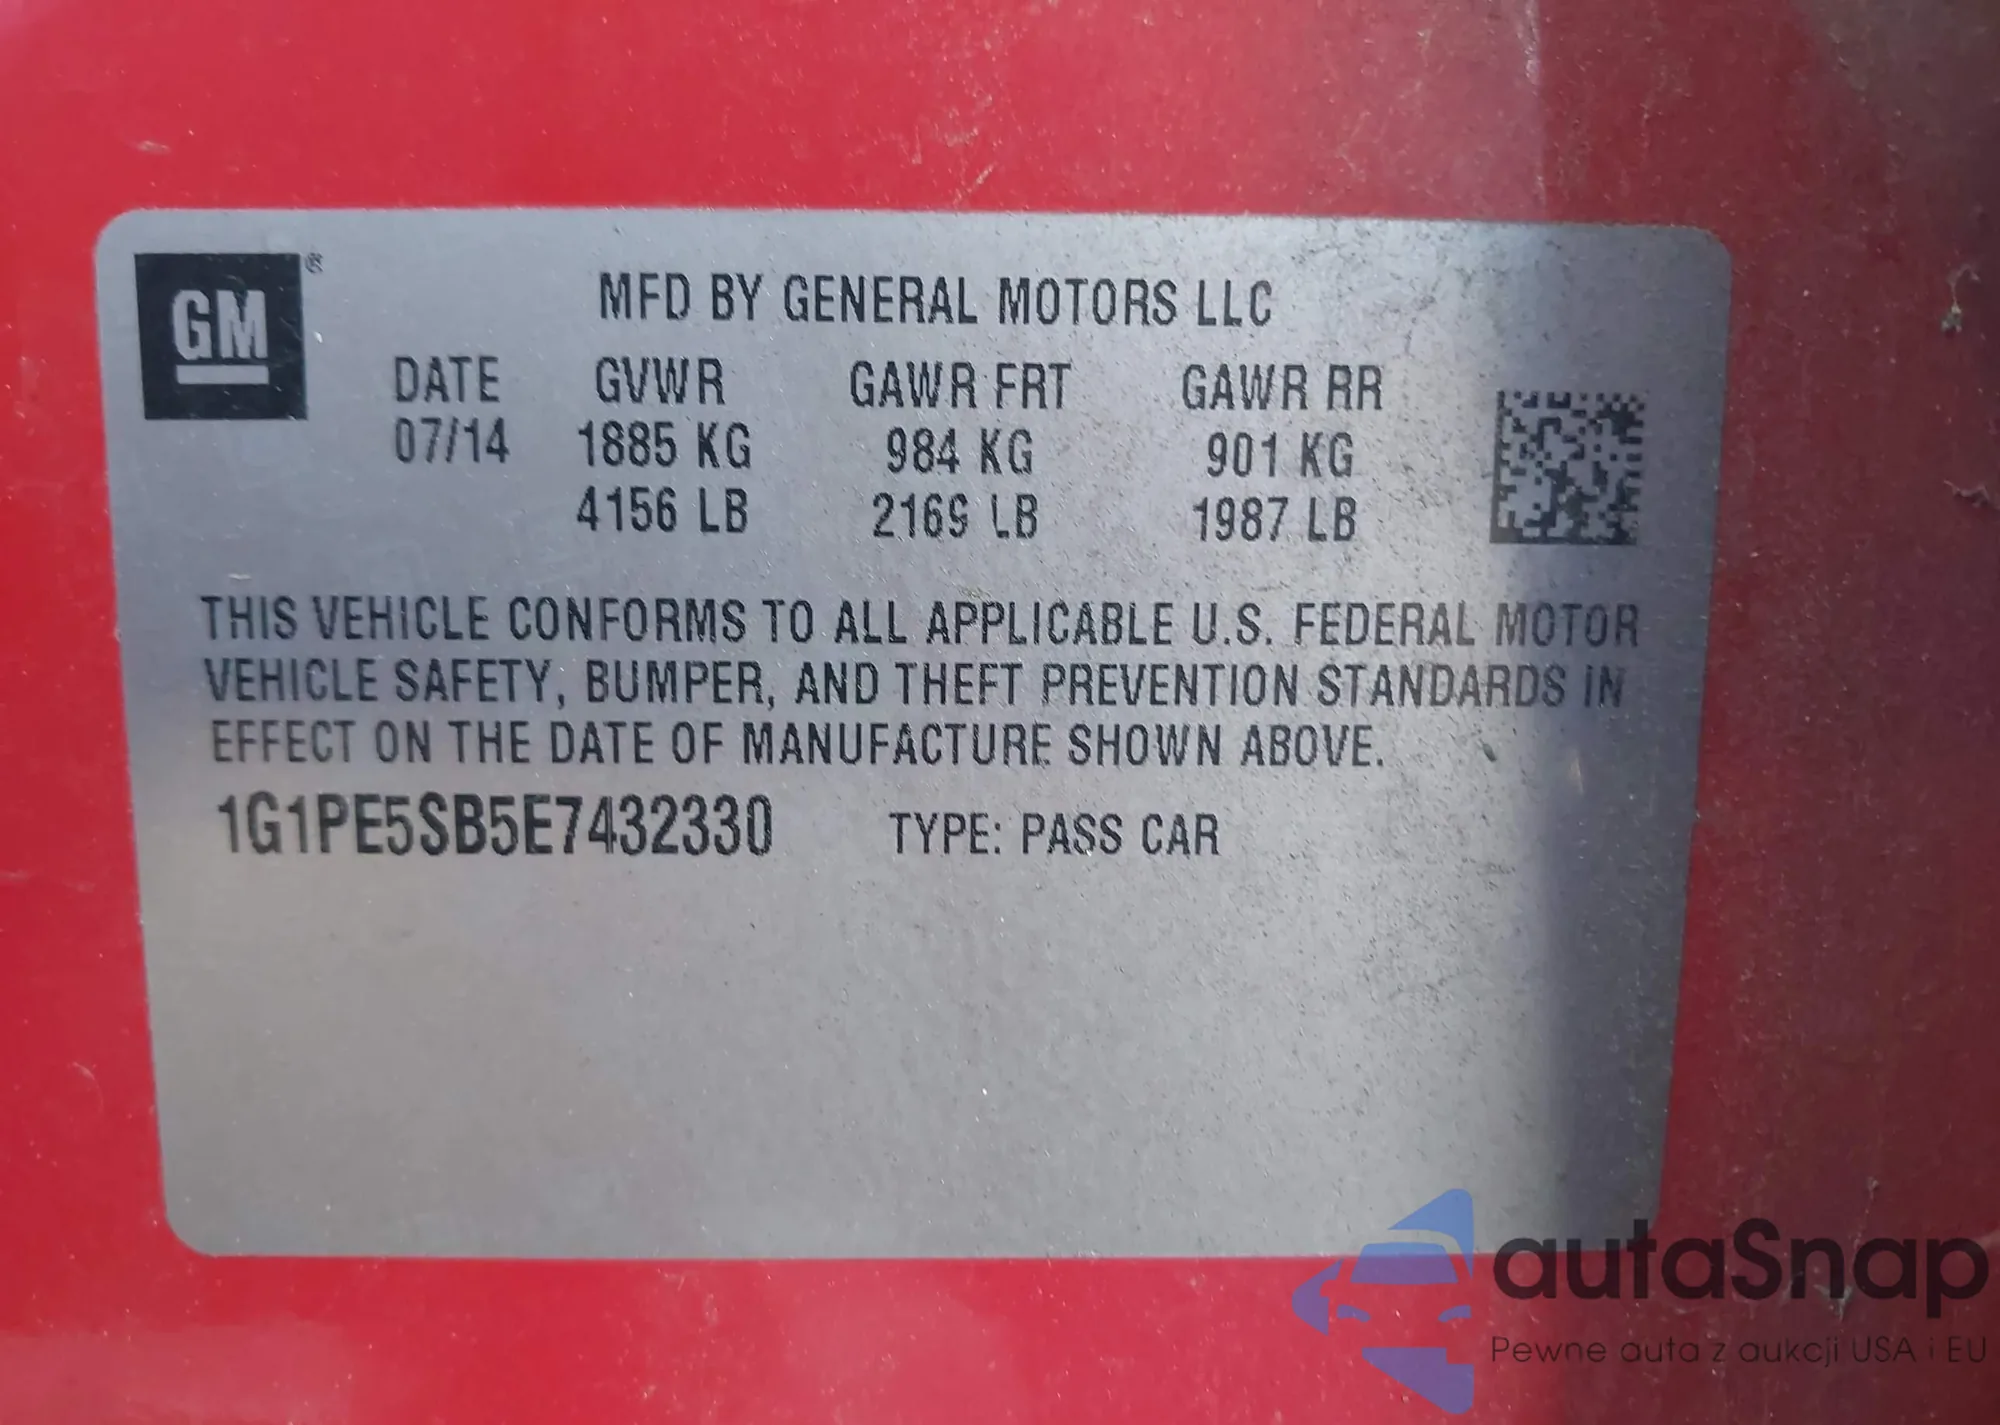 GM ®
MFD BY GENERAL MOTORS LLC
DATE GVWR GAWR FRT GAWR RR
07/14 1885 KG 984 KG 901 KG
4156 LB 2169 LB 1987 LB
THIS VEHICLE CONFORMS TO ALL APPLICABLE U.S. FEDERAL MOTOR
VEHICLE SAFETY, BUMPER, AND THEFT PREVENTION STANDARDS IN
EFFECT ON THE DATE OF MANUFACTURE SHOWN ABOVE.
1G1PE5SB5E7432330 TYPE: PASS CAR
autaSnap
Pewne auta z aukcji USA i EU